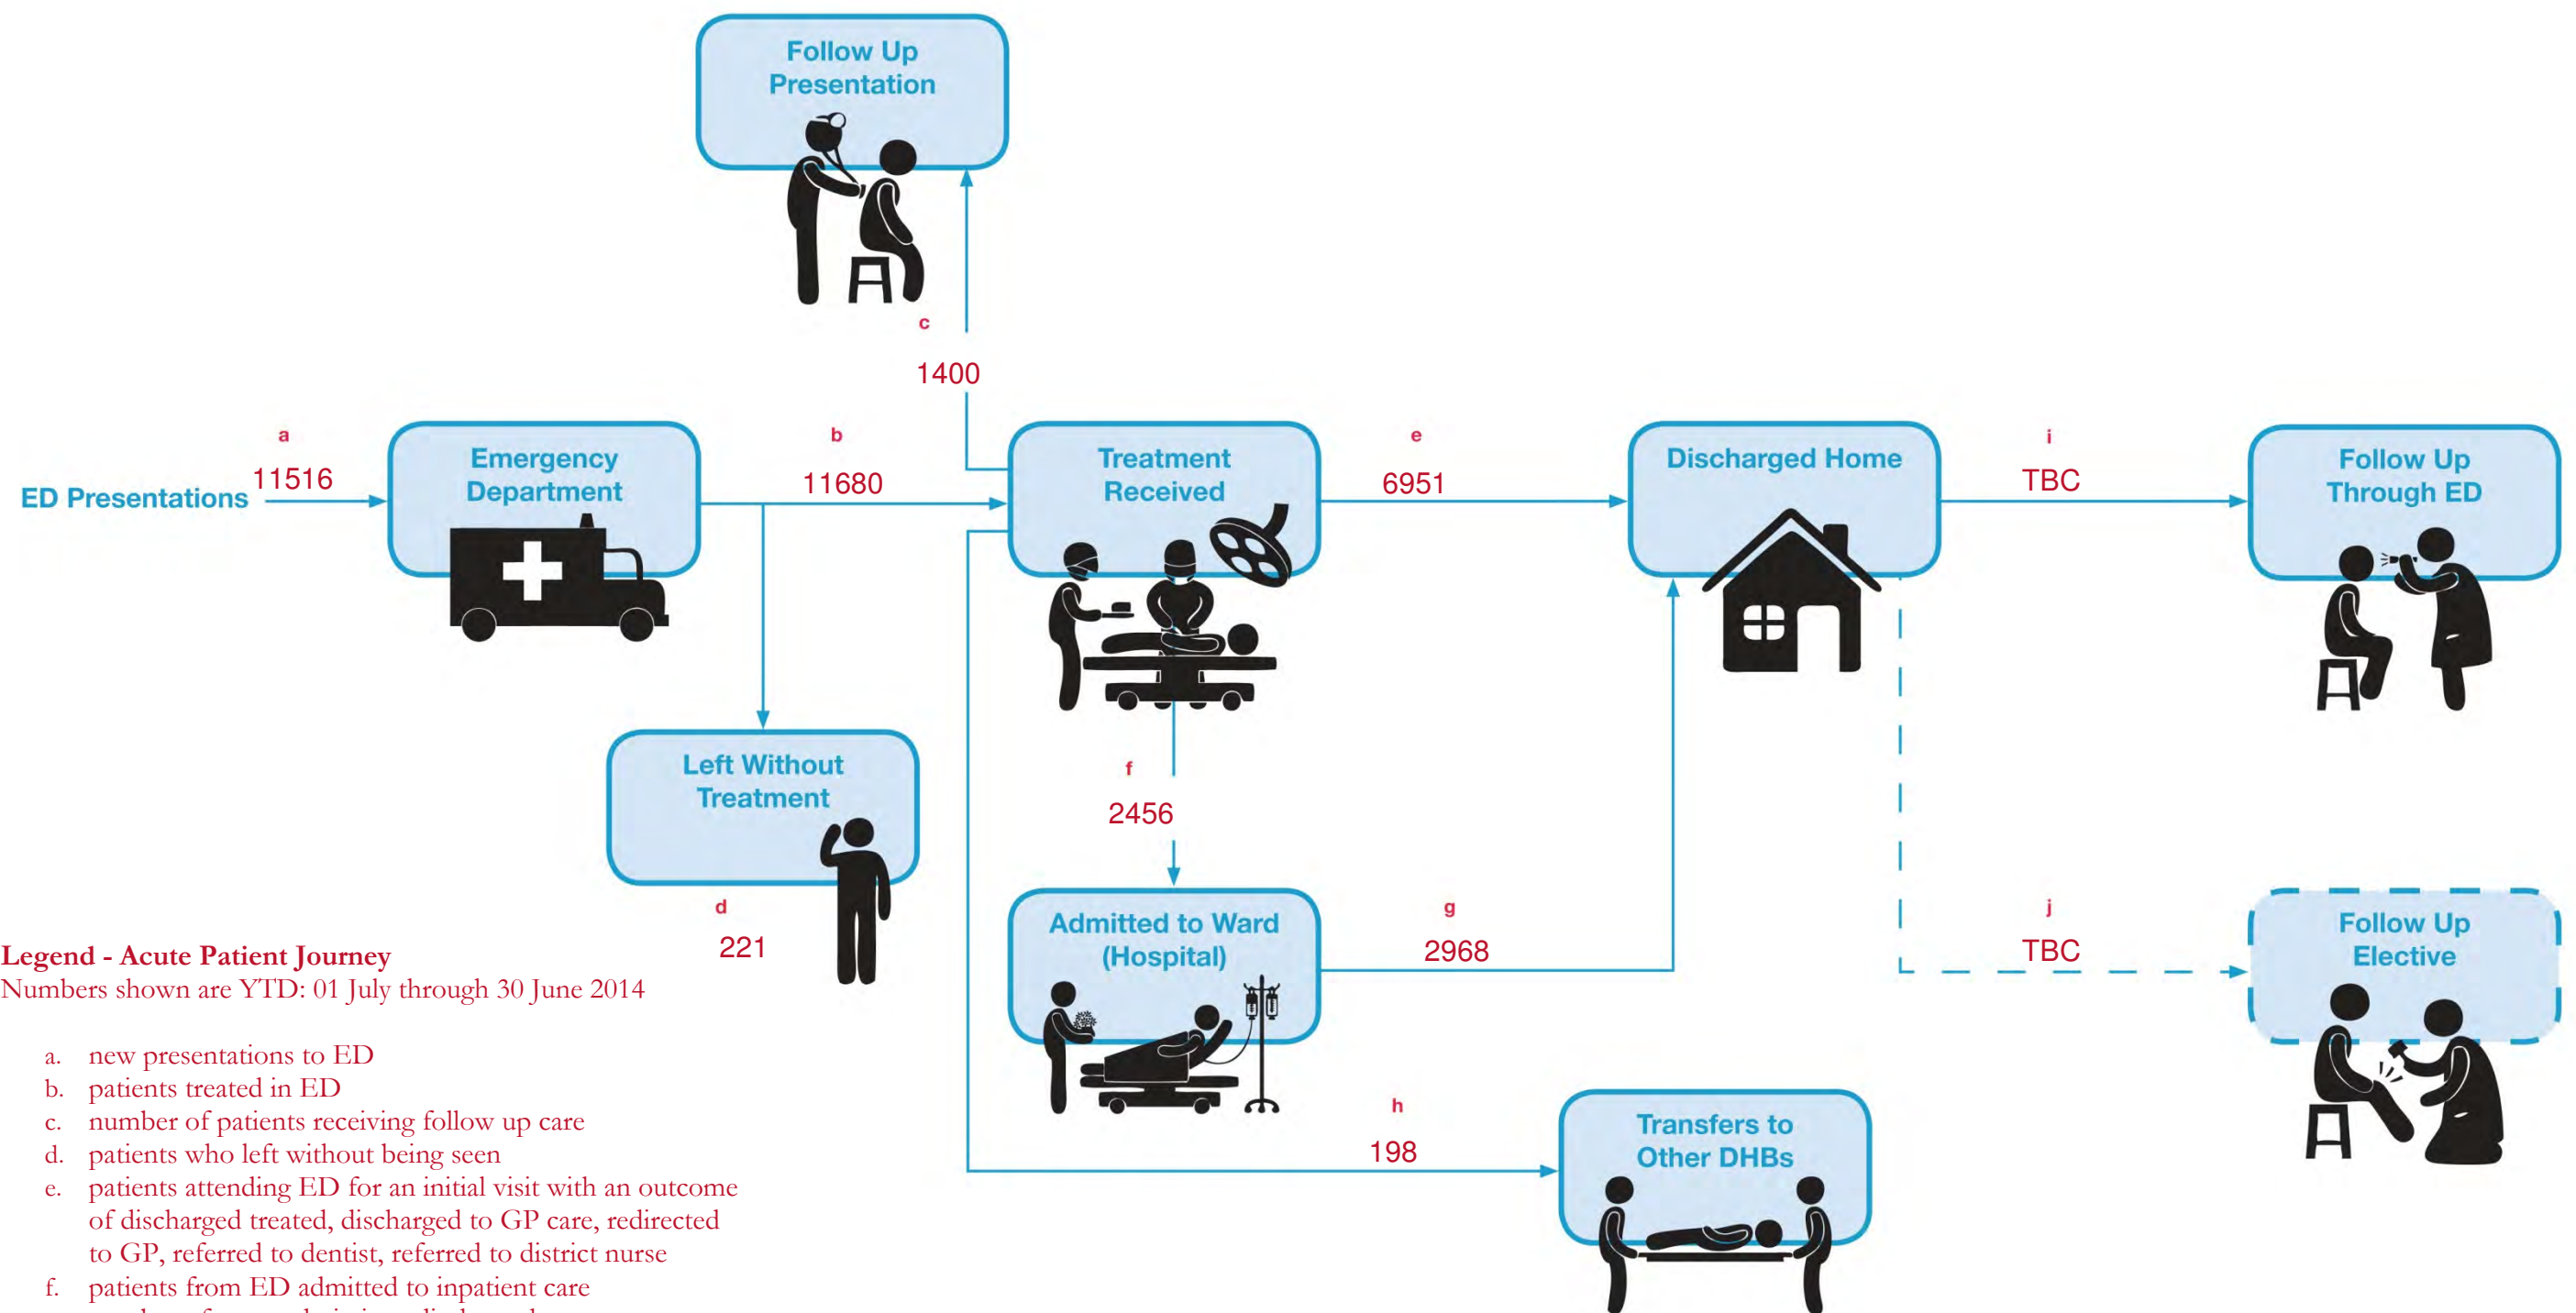 Follow Up
Presentation
c
1400
a
11516
ED Presentations
Emergency
Department
b
11680
Treatment
Received
e
6951
Discharged Home
i
TBC
Follow Up
Through ED
Left Without
Treatment
d
221
f
2456
Admitted to Ward
(Hospital)
g
2968
j
TBC
Follow Up
Elective
h
198
Transfers to
Other DHBs
Legend - Acute Patient Journey
Numbers shown are YTD: 01 July through 30 June 2014
a. new presentations to ED
b. patients treated in ED
c. number of patients receiving follow up care
d. patients who left without being seen
e. patients attending ED for an initial visit with an outcome
of discharged treated, discharged to GP care, redirected
to GP, referred to dentist, referred to district nurse
f. patients from ED admitted to inpatient care